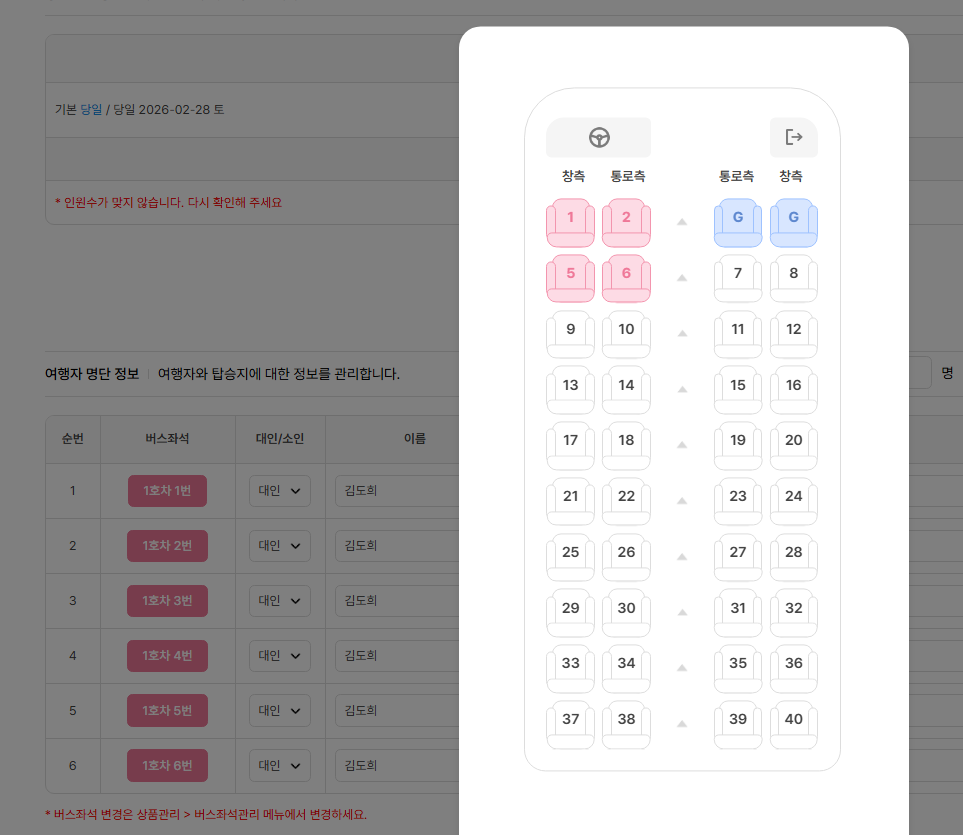 기본 당일 / 당일 2026-02-28 토
* 인원수가 맞지 않습니다. 다시 확인해 주세요
여행자 명단 정보 여행자와 탑승지에 대한 정보를 관리합니다.
명
순번 버스좌석 대인/소인 이름
1 1호차 1번 대인 김도희
2 1호차 2번 대인 김도희
3 1호차 3번 대인 김도희
4 1호차 4번 대인 김도희
5 1호차 5번 대인 김도희
6 1호차 6번 대인 김도희
* 버스좌석 변경은 상품관리 > 버스좌석관리 메뉴에서 변경하세요.
창측 통로측 통로측 창측
1 2 G G
5 6 7 8
9 10 11 12
13 14 15 16
17 18 19 20
21 22 23 24
25 26 27 28
29 30 31 32
33 34 35 36
37 38 39 40